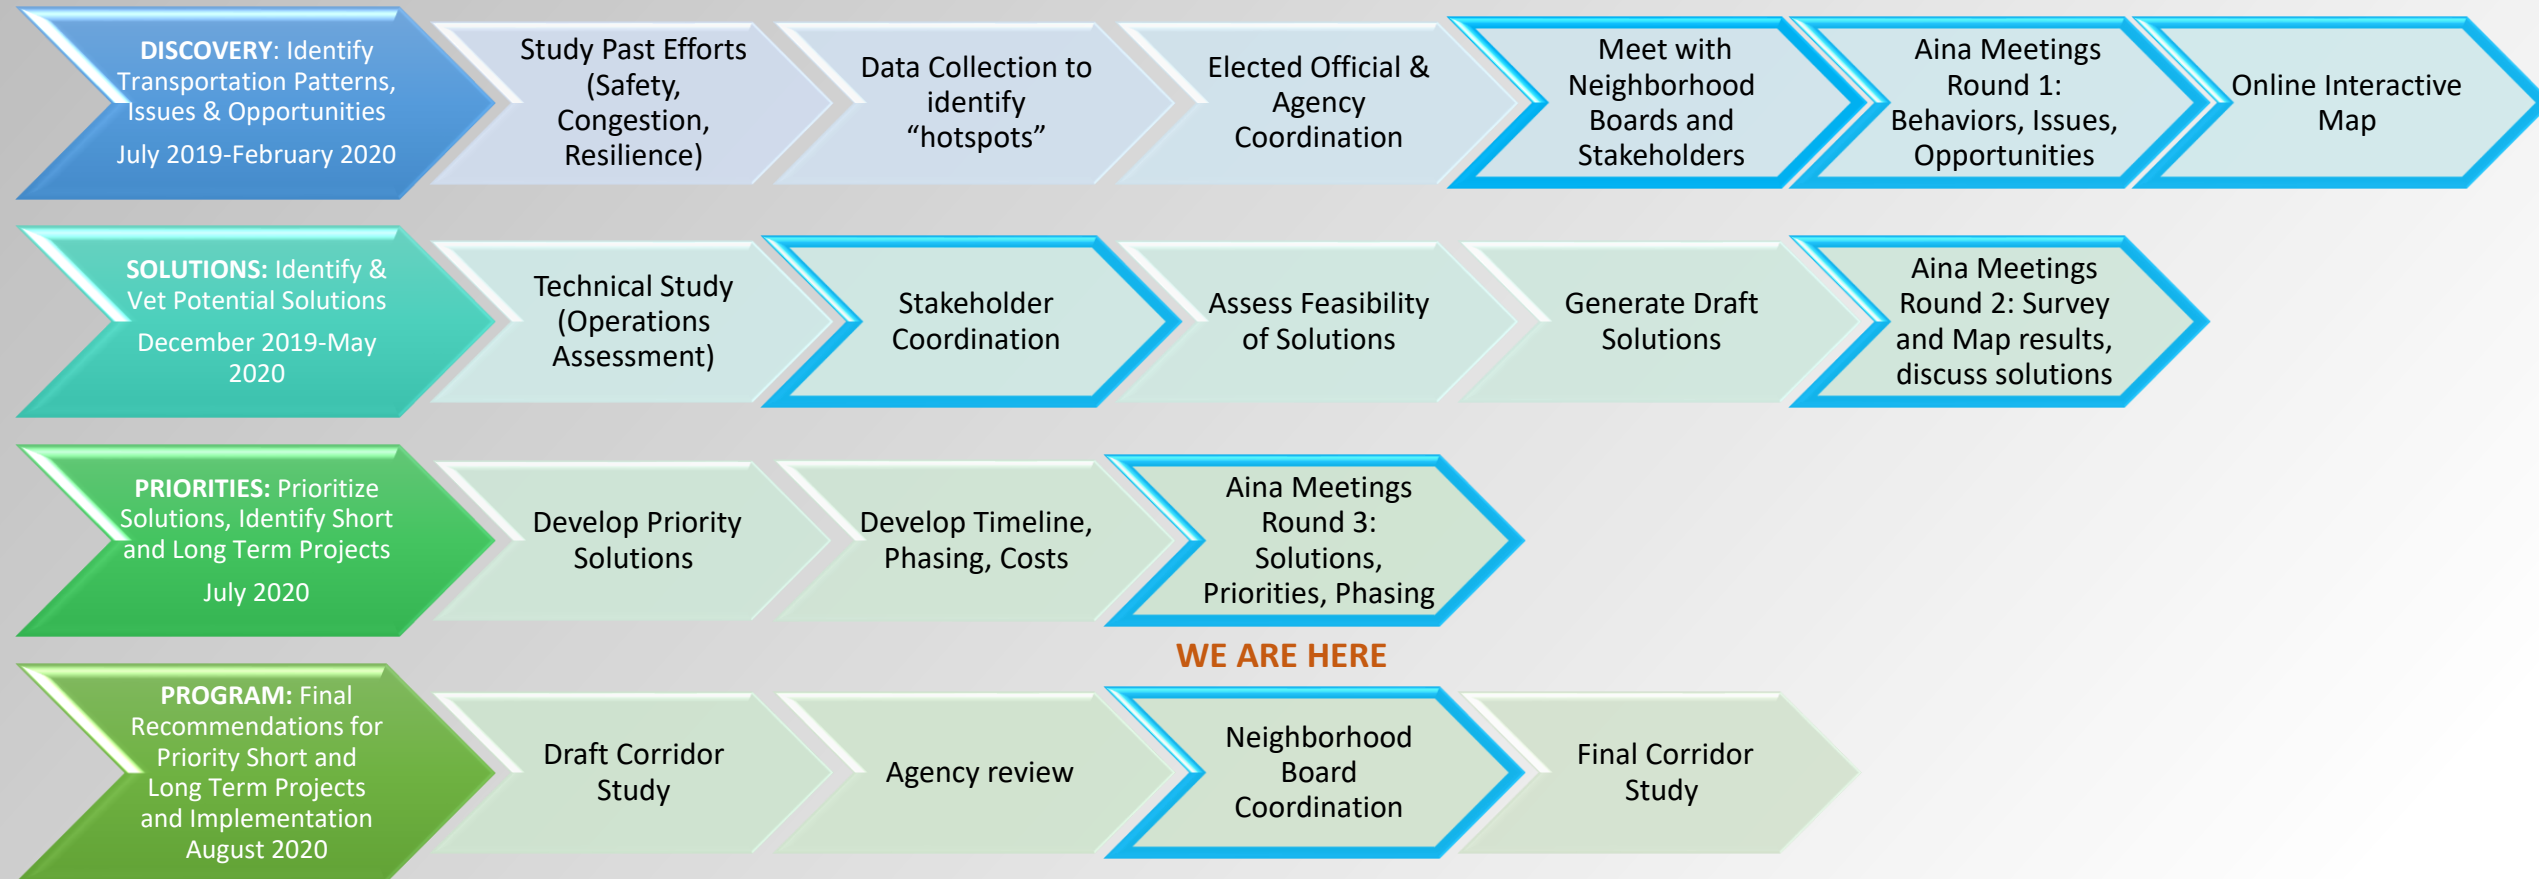 DISCOVERY: Identify
Transportation Patterns,
Issues & Opportunities
July 2019-February 2020
Study Past Efforts
(Safety,
Congestion,
Resilience)
Data Collection to
identify
“hotspots”
Elected Official &
Agency
Coordination
Meet with
Neighborhood
Boards and
Stakeholders
Aina Meetings
Round 1:
Behaviors, Issues,
Opportunities
Online Interactive
Map
SOLUTIONS: Identify &
Vet Potential Solutions
December 2019-May
2020
Technical Study
(Operations
Assessment)
Stakeholder
Coordination
Assess Feasibility
of Solutions
Generate Draft
Solutions
Aina Meetings
Round 2: Survey
and Map results,
discuss solutions
PRIORITIES: Prioritize
Solutions, Identify Short
and Long Term Projects
July 2020
Develop Priority
Solutions
Develop Timeline,
Phasing, Costs
Aina Meetings
Round 3:
Solutions,
Priorities, Phasing
WE ARE HERE
PROGRAM: Final
Recommendations for
Priority Short and
Long Term Projects
and Implementation
August 2020
Draft Corridor
Study
Agency review
Neighborhood
Board
Coordination
Final Corridor
Study